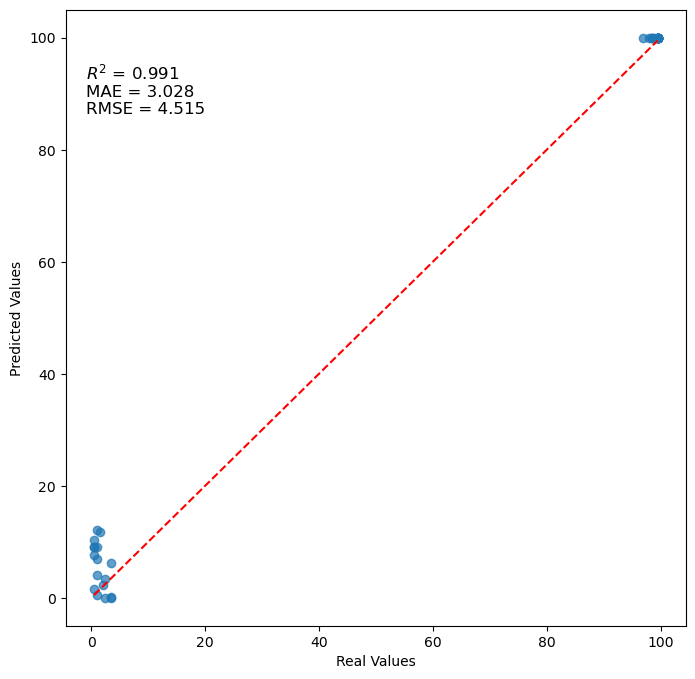 100
80
60
40
20
0
Predicted Values
R² = 0.991
MAE = 3.028
RMSE = 4.515
0 20 40 60 80 100
Real Values